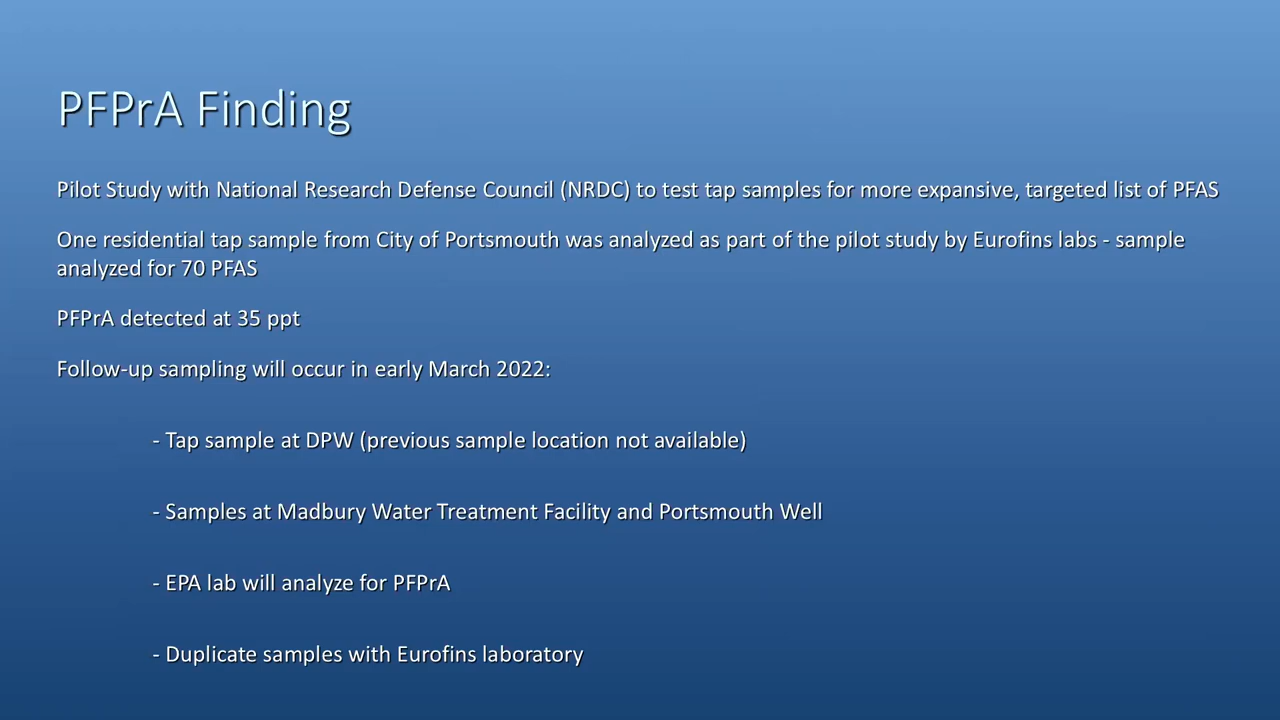 PFPrA Finding
Pilot Study with National Research Defense Council (NRDC) to test tap samples for more expansive, targeted list of PFAS
One residential tap sample from City of Portsmouth was analyzed as part of the pilot study by Eurofins labs - sample
analyzed for 70 PFAS
PFPrA detected at 35 ppt
Follow-up sampling will occur in early March 2022:
- Tap sample at DPW (previous sample location not available)
- Samples at Madbury Water Treatment Facility and Portsmouth Well
- EPA lab will analyze for PFPrA
- Duplicate samples with Eurofins laboratory